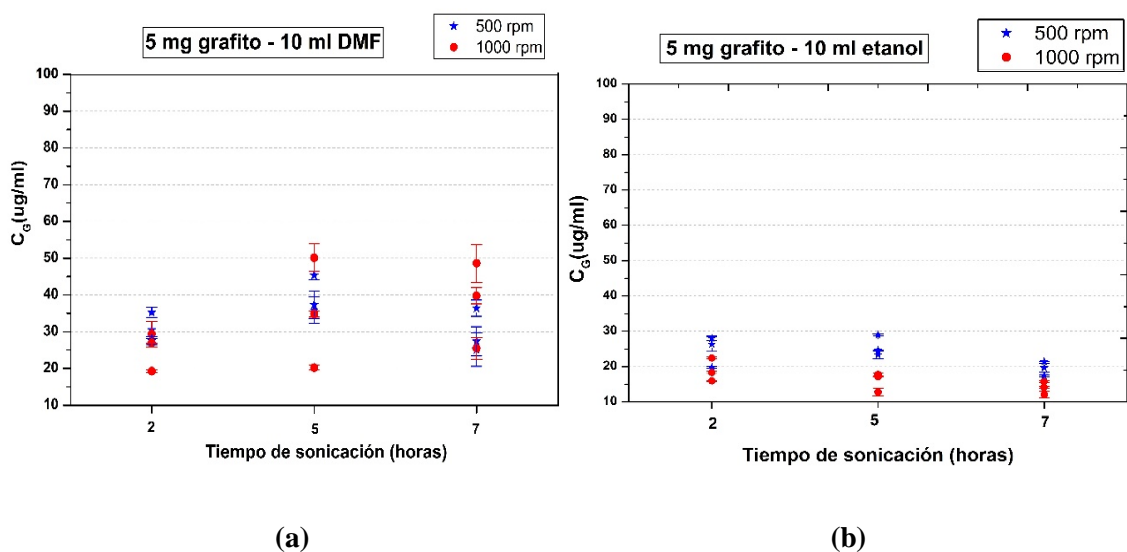 5 mg grafito - 10 ml DMF
500 rpm
1000 rpm
100
90
80
70
60
50
40
30
20
10
C_G(ug/ml)
2
5
7
Tiempo de sonicación (horas)
(a)
5 mg grafito - 10 ml etanol
500 rpm
1000 rpm
100
90
80
70
60
50
40
30
20
10
C_G(ug/ml)
2
5
7
Tiempo de sonicación (horas)
(b)